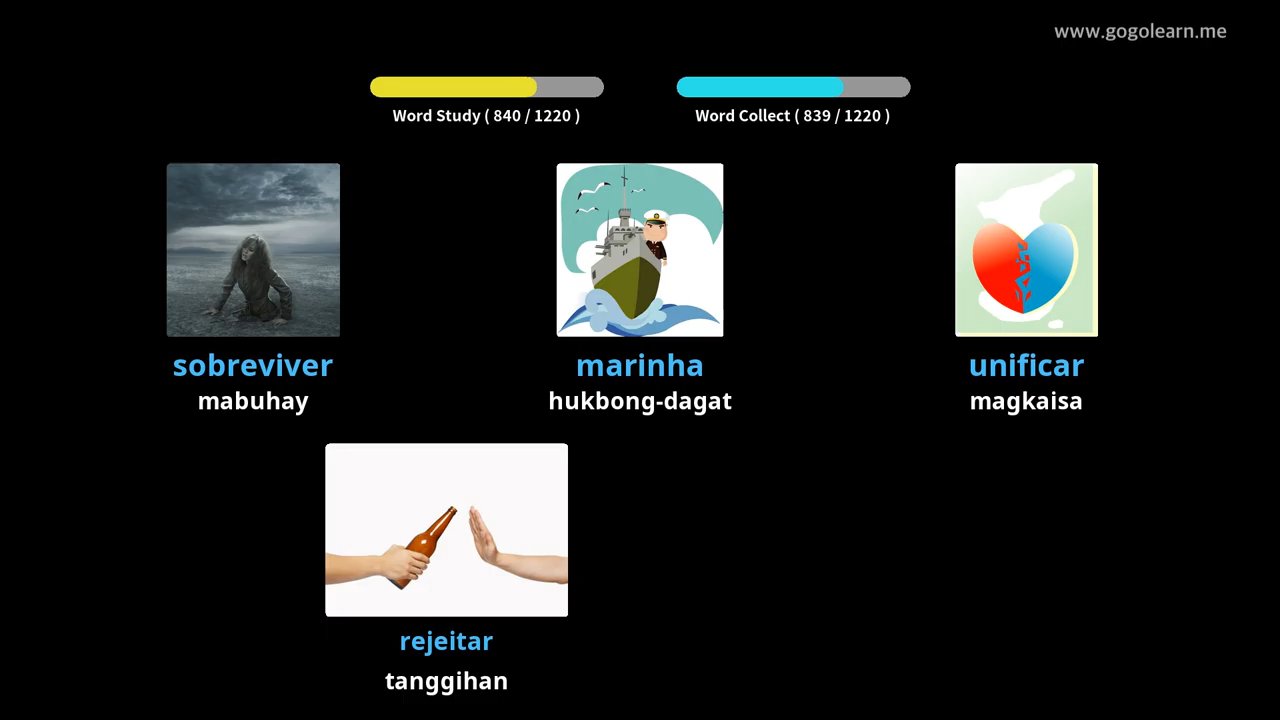 www.gogolearn.me
Word Study ( 840 / 1220 )
Word Collect ( 839 / 1220 )
sobreviver
mabuhay
marinha
hukbong-dagat
unificar
magkaisa
rejeitar
tanggihan